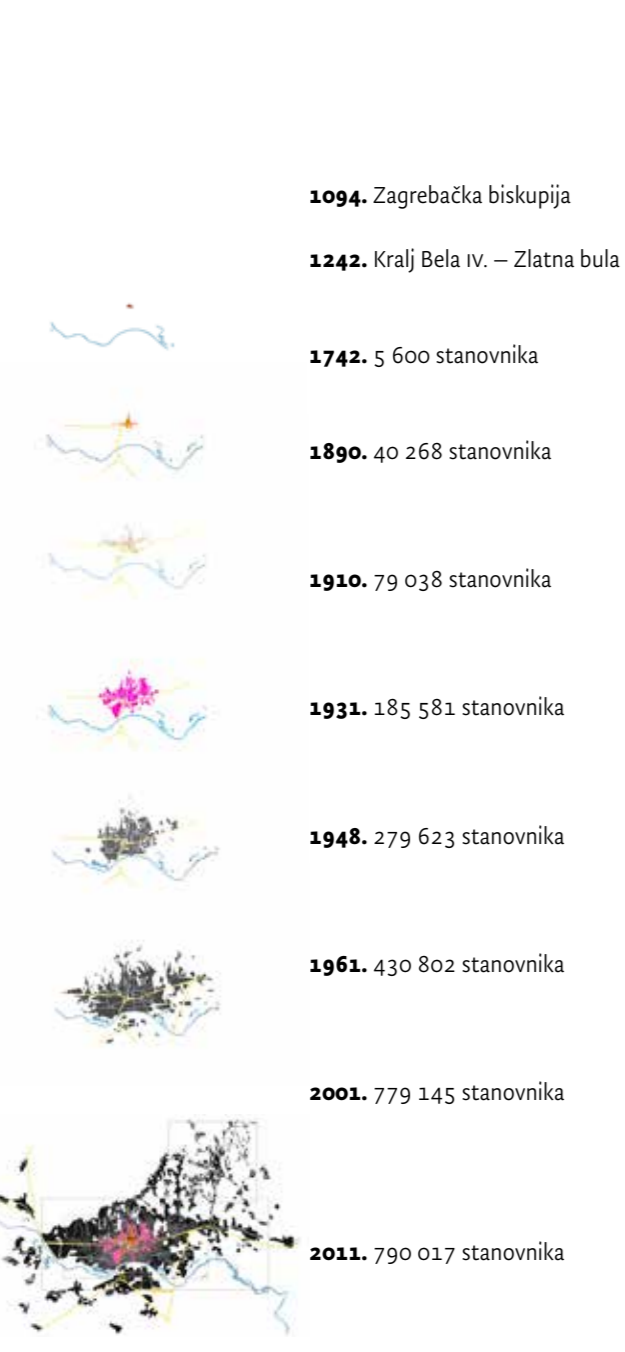 1094. Zagrebačka biskupija
1242. Kralj Bela IV. – Zlatna bula
1742. 5 600 stanovnika
1890. 40 268 stanovnika
1910. 79 038 stanovnika
1931. 185 581 stanovnika
1948. 279 623 stanovnika
1961. 430 802 stanovnika
2001. 779 145 stanovnika
2011. 790 017 stanovnika